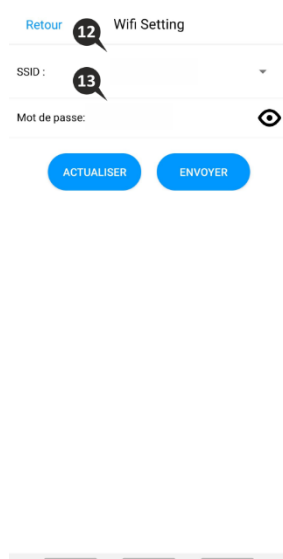 Retour 12 Wifi Setting
SSID : 13
Mot de passe:
ACTUALISER ENVOYER